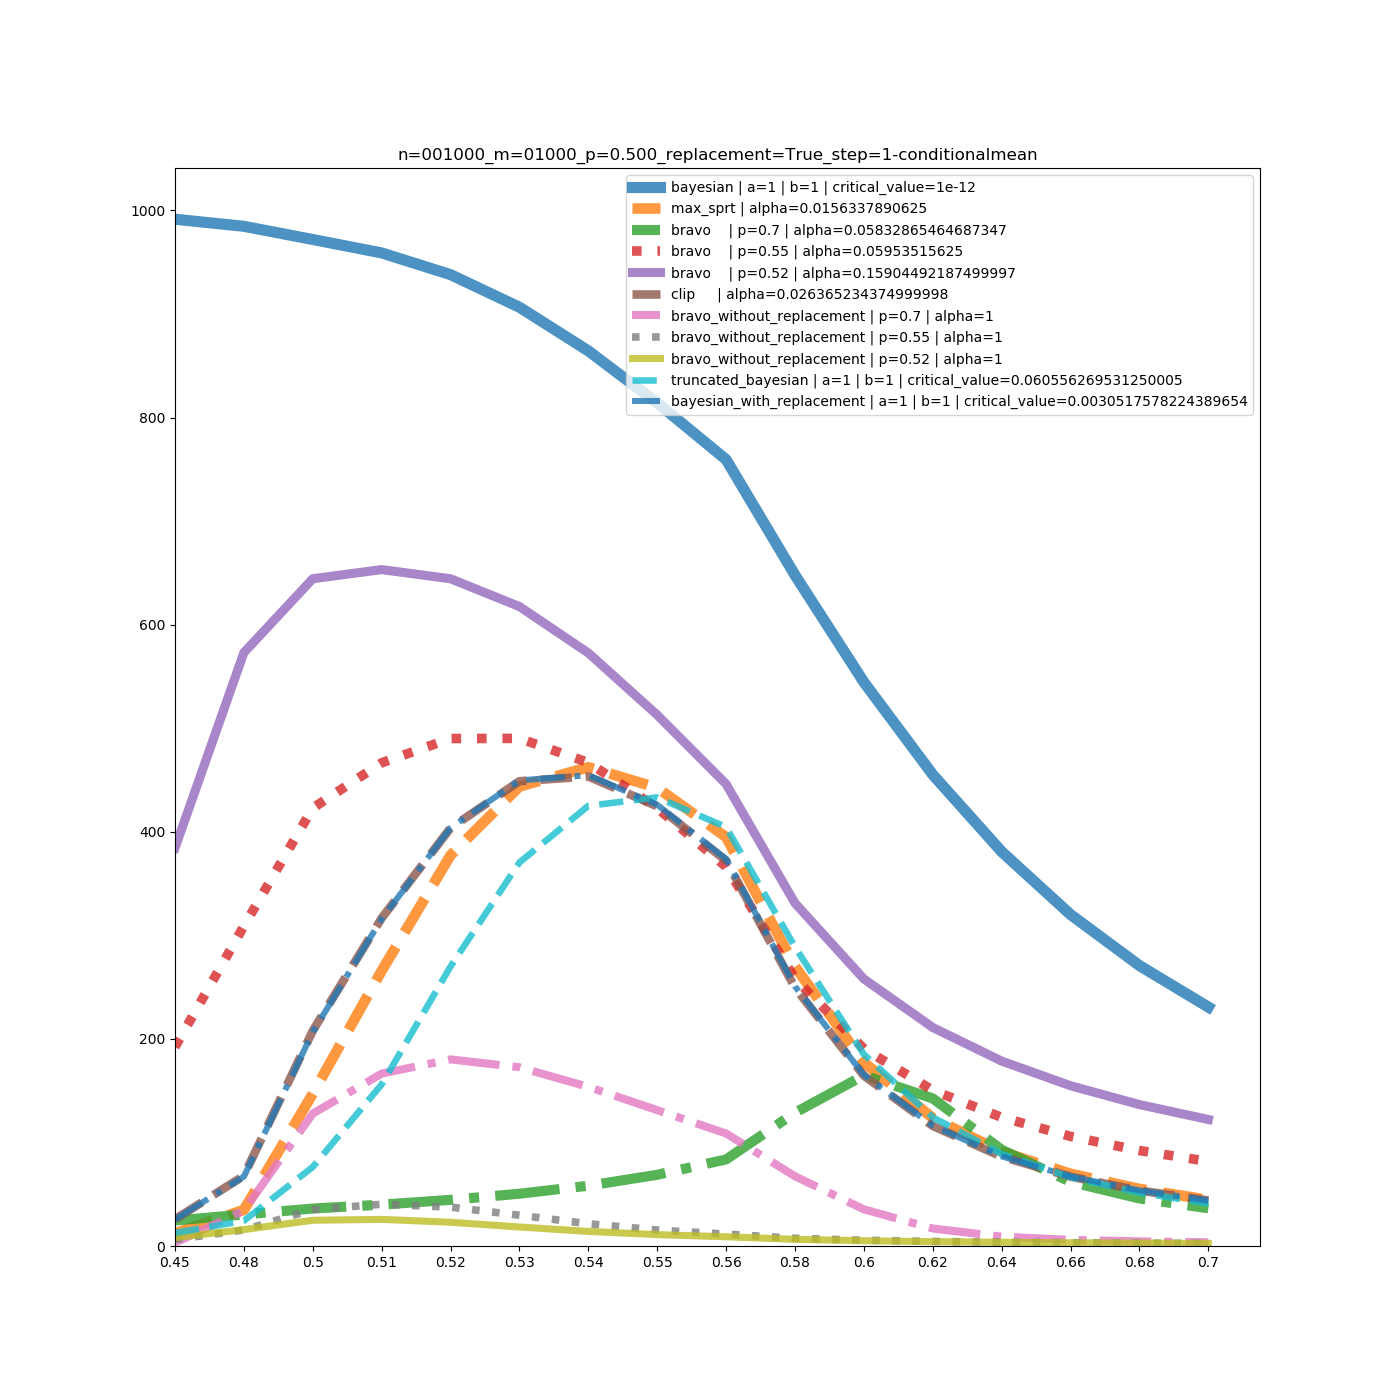 n=001000_m=01000_p=0.500_replacement=True_step=1-conditionalmean
bayesian | a=1 | b=1 | critical_value=1e-12
max_sprt | alpha=0.0156337890625
bravo    | p=0.7 | alpha=0.05832865464687347
bravo    | p=0.55 | alpha=0.05953515625
bravo    | p=0.52 | alpha=0.15904492187499997
clip     | alpha=0.026365234374999998
bravo_without_replacement | p=0.7 | alpha=1
bravo_without_replacement | p=0.55 | alpha=1
bravo_without_replacement | p=0.52 | alpha=1
truncated_bayesian | a=1 | b=1 | critical_value=0.060556269531250005
bayesian_with_replacement | a=1 | b=1 | critical_value=0.0030517578224389654
1000
800
600
400
200
0
0.45 0.48 0.5 0.51 0.52 0.53 0.54 0.55 0.56 0.58 0.6 0.62 0.64 0.66 0.68 0.7